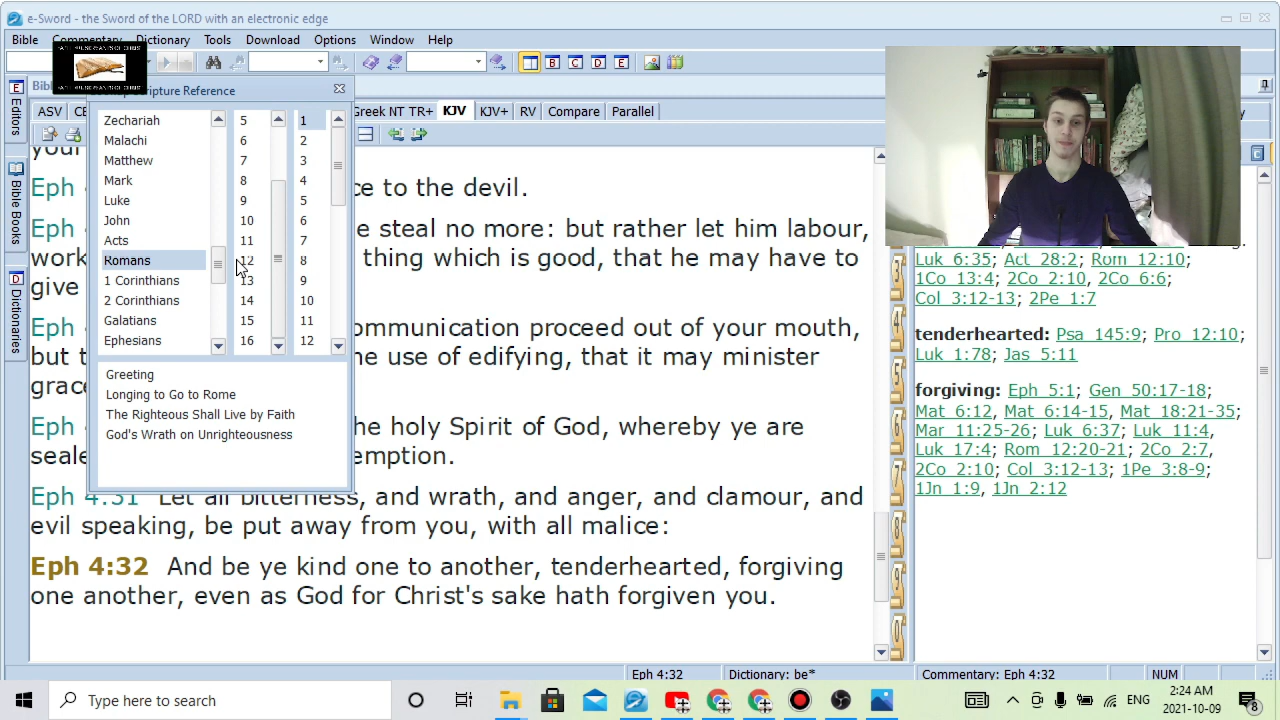 e-Sword - the Sword of the LORD with an electronic edge
Bible Commentary Dictionary Tools Download Options Window Help
Scripture Reference
ASV Greek NT TR+ KJV KJV+ RV Compare Parallel
Editors
Bible Books
Dictionaries
Zechariah 5 1
Malachi 6 2
Matthew 7 3
Mark 8 4
Luke 9 5
John 10 6
Acts 11 7
Romans 12 8
1 Corinthians 13 9
2 Corinthians 14 10
Galatians 15 11
Ephesians 16 12
Greeting
Longing to Go to Rome
The Righteous Shall Live by Faith
God's Wrath on Unrighteousness
Eph to the devil.
Eph steal no more: but rather let him labour,
thing which is good, that he may have to
give
Eph proceed out of your mouth,
but use of edifying, that it may minister
Eph holy Spirit of God, whereby ye are
Eph 4:31 Let all bitterness, and wrath, and anger, and clamour, and
evil speaking, be put away from you, with all malice:
Eph 4:32 And be ye kind one to another, tenderhearted, forgiving
one another, even as God for Christ's sake hath forgiven you.
Luk 6:35; Act 28:2; Rom 12:10;
1Co 13:4; 2Co 2:10, 2Co 6:6;
Col 3:12-13; 2Pe 1:7
tenderhearted: Psa 145:9; Pro 12:10;
Luk 1:78; Jas 5:11
forgiving: Eph 5:1; Gen 50:17-18;
Mat 6:12, Mat 6:14-15, Mat 18:21-35;
Mar 11:25-26; Luk 6:37; Luk 11:4,
Luk 17:4; Rom 12:20-21; 2Co 2:7,
2Co 2:10; Col 3:12-13; 1Pe 3:8-9;
1Jn 1:9, 1Jn 2:12
3
4
5
6
7
8
9
Eph 4:32 Dictionary: be* Commentary: Eph 4:32 NUM
Type here to search
ENG
2:24 AM
2021-10-09
8